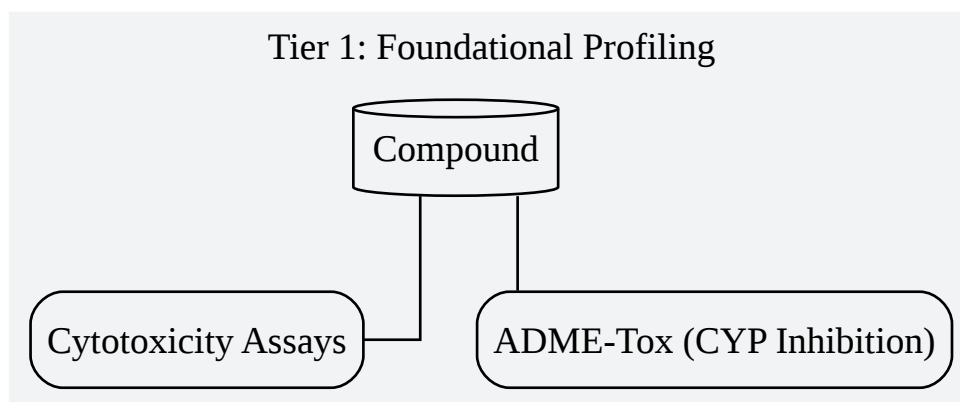 Tier 1: Foundational Profiling
Compound
Cytotoxicity Assays
ADME-Tox (CYP Inhibition)